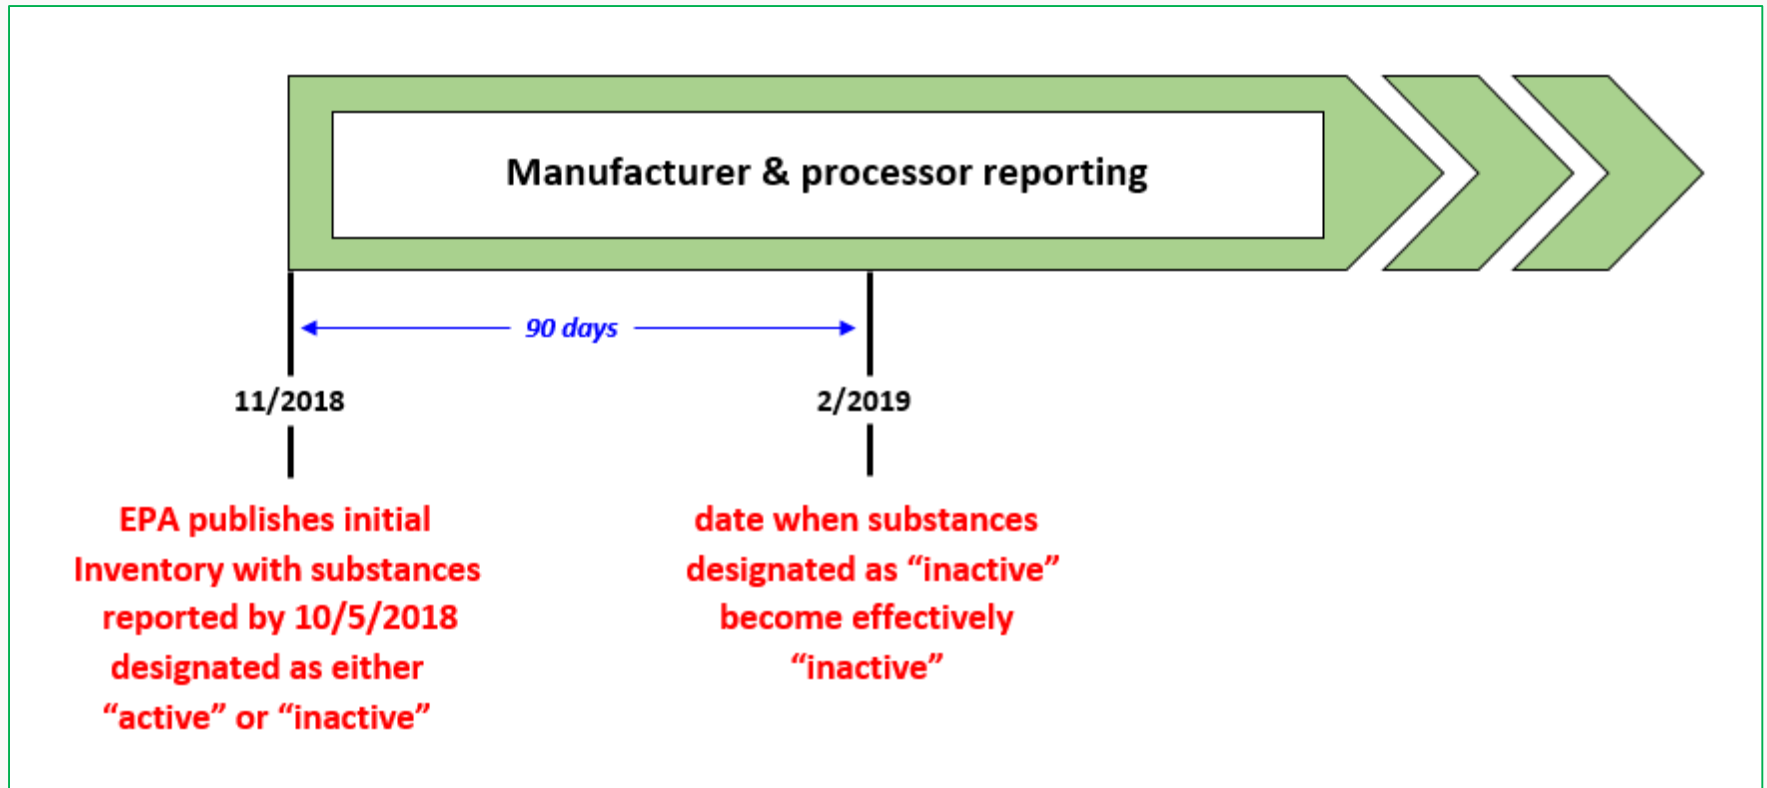 Manufacturer & processor reporting
90 days
11/2018
2/2019
EPA publishes initial
Inventory with substances
reported by 10/5/2018
designated as either
“active” or “inactive”
date when substances
designated as “inactive”
become effectively
“inactive”